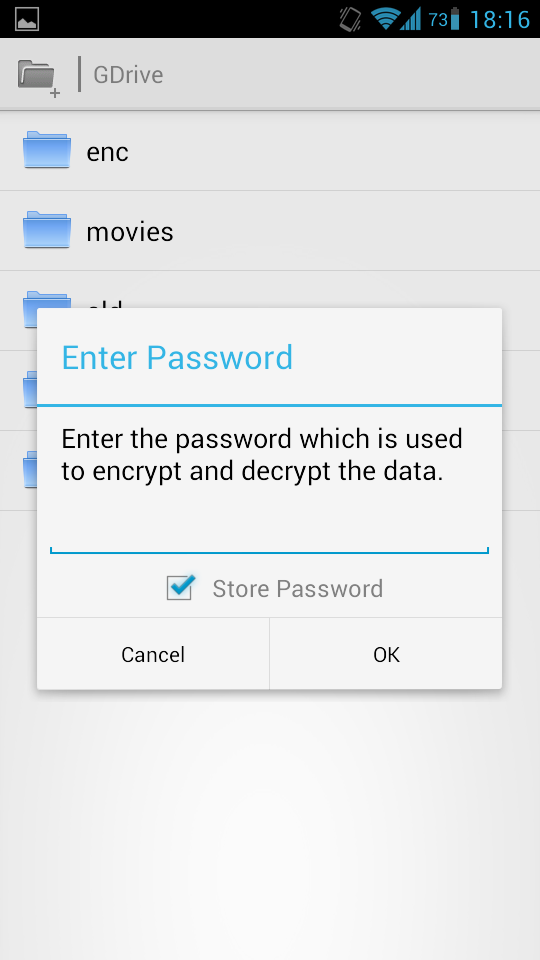 73 18:16
GDrive
enc
movies
Enter Password
Enter the password which is used
to encrypt and decrypt the data.
Store Password
Cancel OK